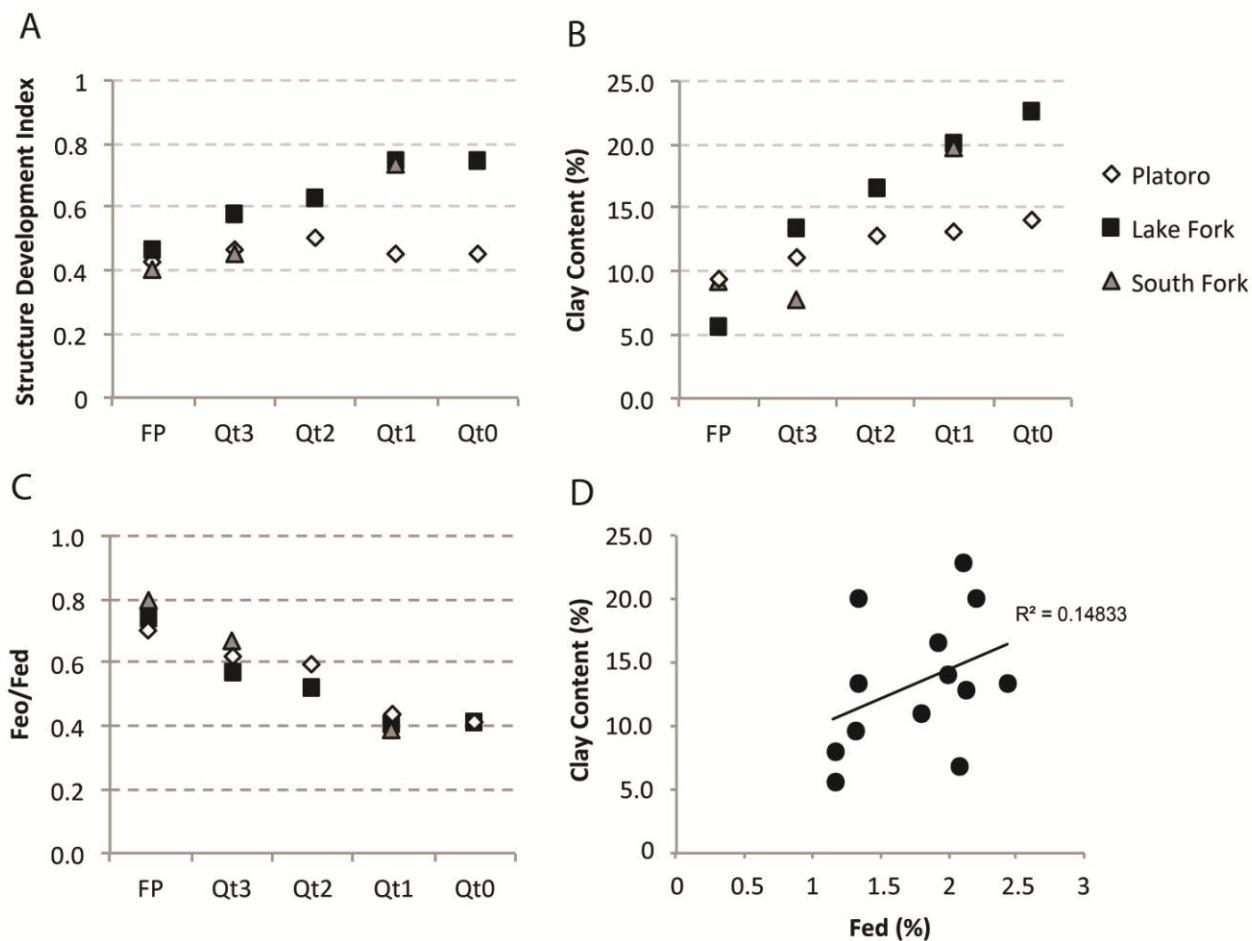 A
Structure Development Index
1
0.8
0.6
0.4
0.2
0
FP Qt3 Qt2 Qt1 Qt0
B
Clay Content (%)
25.0
20.0
15.0
10.0
5.0
0.0
FP Qt3 Qt2 Qt1 Qt0
Platoro
Lake Fork
South Fork
C
Feo/Fed
1.0
0.8
0.6
0.4
0.2
0.0
FP Qt3 Qt2 Qt1 Qt0
D
Clay Content (%)
25.0
20.0
15.0
10.0
5.0
0
R² = 0.14833
0 0.5 1 1.5 2 2.5 3
Fed (%)